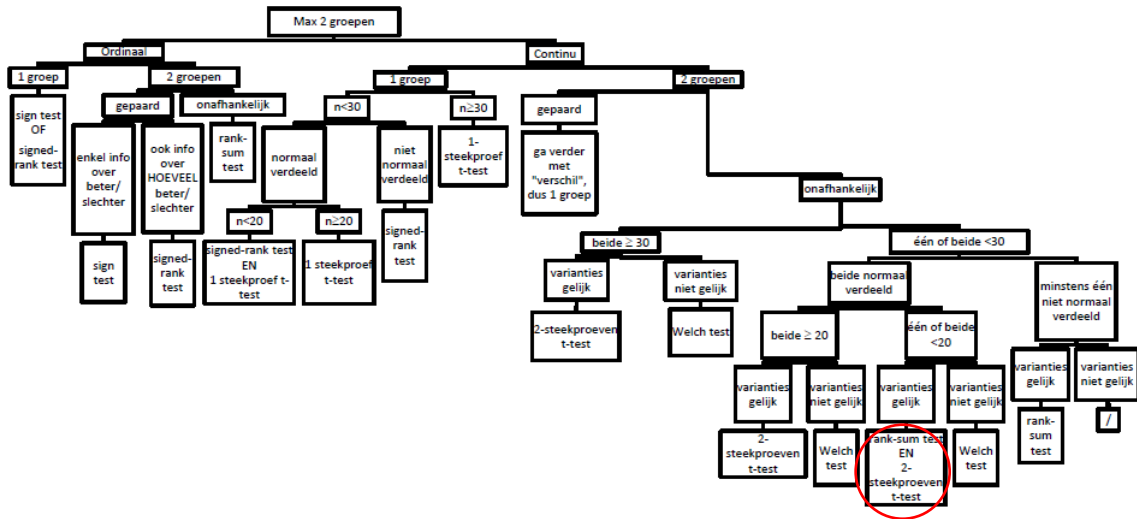 Max 2 groepen
Ordinaal
Continu
1 groep
2 groepen
1 groep
2 groepen
sign test
OF
signed-
rank test
gepaard
onafhankelijk
enkel info
over
beter/
slechter
ook info
over
HOEVEEL
beter/
slechter
rank-
sum
test
sign
test
signed-
rank
test
n<30
n≥30
normaal
verdeeld
niet
normaal
verdeeld
1-
steekproef
t-test
n<20
n≥20
signed-rank test
EN
1 steekproef t-
test
1 steekproef
t-test
signed-
rank
test
gepaard
ga verder
met
"verschil",
dus 1 groep
onafhankelijk
beide ≥ 30
één of beide <30
varianties
gelijk
varianties
niet gelijk
2-steekproeven
t-test
Welch test
beide normaal
verdeeld
minstens één
niet normaal
verdeeld
beide ≥ 20
één of beide
<20
varianties
gelijk
varianties
niet gelijk
varianties
gelijk
varianties
niet gelijk
varianties
gelijk
varianties
niet gelijk
2-
steekproeven
t-test
Welch
test
rank-sum test
EN
2-
steekproeven
t-test
Welch
test
rank-
sum
test
/